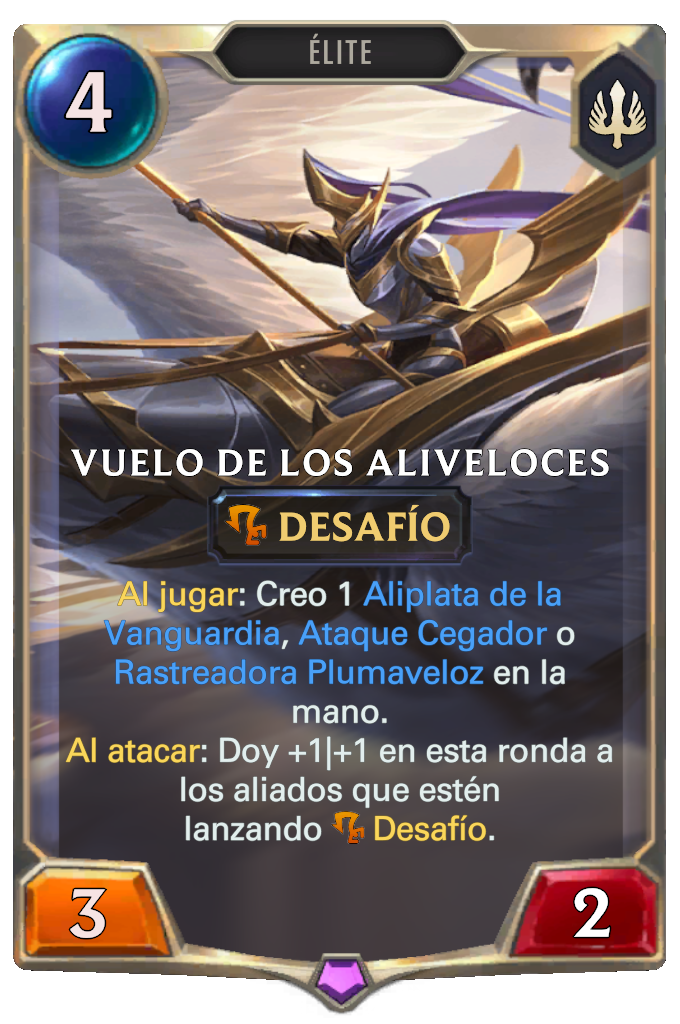 4
ÉLITE
VUELO DE LOS ALIVELOCES
DESAFÍO
Al jugar: Creo 1 Aliplata de la
Vanguardia, Ataque Cegador o
Rastreadora Plumaveloz en la
mano.
Al atacar: Doy +1|+1 en esta ronda a
los aliados que estén
lanzando Desafío.
3
2